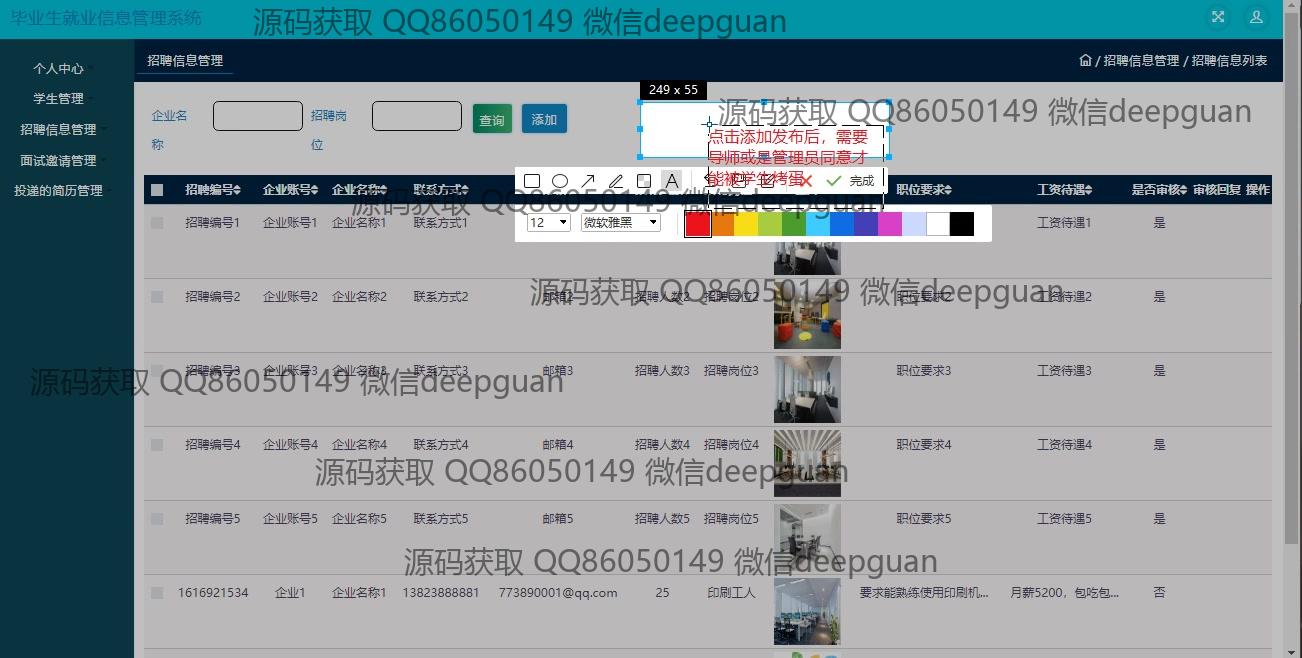 毕业生就业信息管理系统
源码获取 QQ86050149 微信deepguan
个人中心
学生管理
招聘信息管理
面试邀请管理
投递的简历管理
招聘信息管理
/ 招聘信息管理 / 招聘信息列表
企业名称
招聘岗位
查询
添加
249 x 55
源码获取 QQ86050149 微信deepguan
点击添加发布后，需要
导师或是管理员同意才
能被学生烤蛋
A
完成
12
微软雅黑
招聘编号 企业账号 企业名称 联系方式 职位要求 工资待遇 是否审核 审核回复 操作
源码获取 QQ86050149 微信deepguan
招聘编号1 企业账号1 企业名称1 联系方式1 工资待遇1 是
招聘编号2 企业账号2 企业名称2 联系方式2 邮箱2 招聘人数2 招聘岗位2 职位要求2 工资待遇2 是
源码获取 QQ86050149 微信deepguan
招聘编号3 企业账号3 企业名称3 联系方式3 邮箱3 招聘人数3 招聘岗位3 职位要求3 工资待遇3 是
源码获取 QQ86050149 微信deepguan
招聘编号4 企业账号4 企业名称4 联系方式4 邮箱4 招聘人数4 招聘岗位4 职位要求4 工资待遇4 是
源码获取 QQ86050149 微信deepguan
招聘编号5 企业账号5 企业名称5 联系方式5 邮箱5 招聘人数5 招聘岗位5 职位要求5 工资待遇5 是
源码获取 QQ86050149 微信deepguan
1616921534 企业1 企业名称1 13823888881 773890001@qq.com 25 印刷工人 要求能熟练使用印刷机... 月薪5200，包吃包... 否